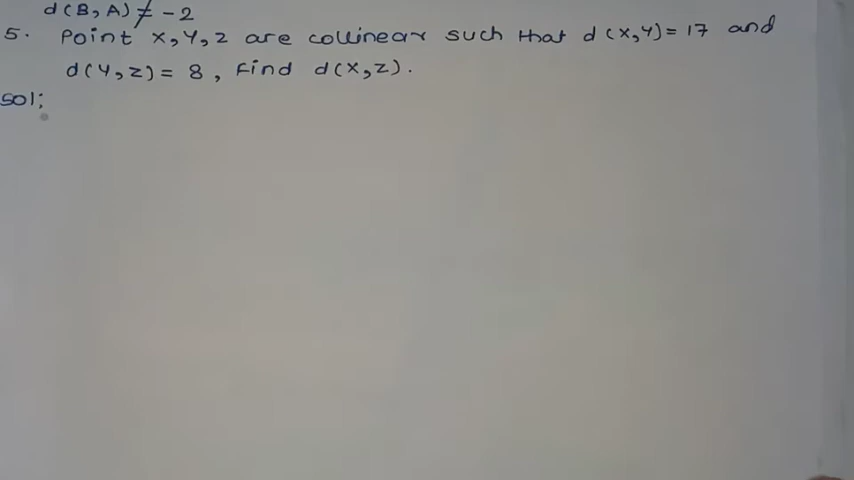 d(B,A) ≠ -2
5. Point x,y,z are collinear such that d(x,y)= 17 and
d(y,z)= 8, Find d(x,z).
Sol;